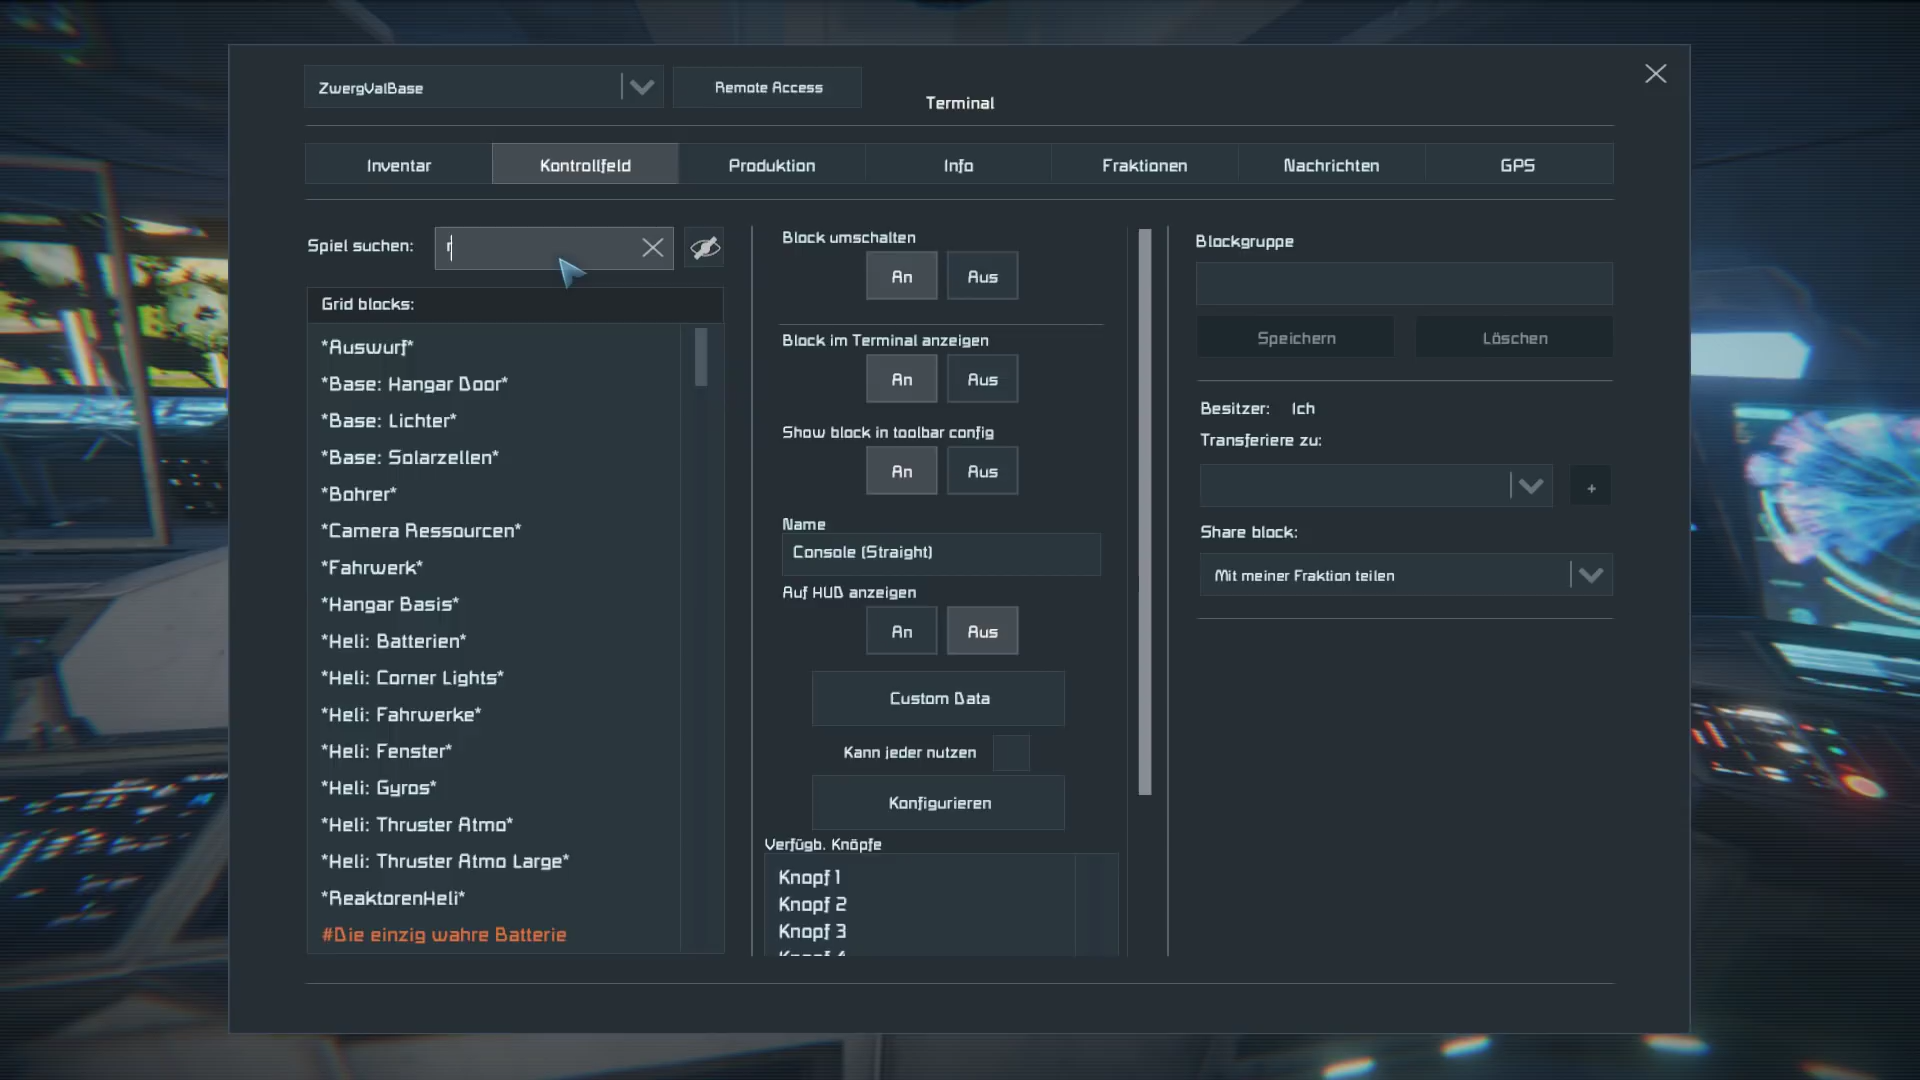 ZwergValBase
Remote Access
Terminal
Inventar
Kontrollfeld
Produktion
Info
Fraktionen
Nachrichten
GPS
Spiel suchen:
r
Grid blocks:
*Auswurf*
*Base: Hangar Door*
*Base: Lichter*
*Base: Solarzellen*
*Bohrer*
*Camera Ressourcen*
*Fahrwerk*
*Hangar Basis*
*Heli: Batterien*
*Heli: Corner Lights*
*Heli: Fahrwerke*
*Heli: Fenster*
*Heli: Gyros*
*Heli: Thruster Atmo*
*Heli: Thruster Atmo Large*
*ReaktorenHeli*
#Die einzig wahre Batterie
Block umschalten
An Aus
Block im Terminal anzeigen
An Aus
Show block in toolbar config
An Aus
Name
Console (Straight)
Auf HUD anzeigen
An Aus
Custom Data
Kann jeder nutzen
Konfigurieren
Verfügb. Knöpfe
Knopf 1
Knopf 2
Knopf 3
Knopf 4
Blockgruppe
Speichern Löschen
Besitzer: Ich
Transferiere zu:
+
Share block:
Mit meiner Fraktion teilen